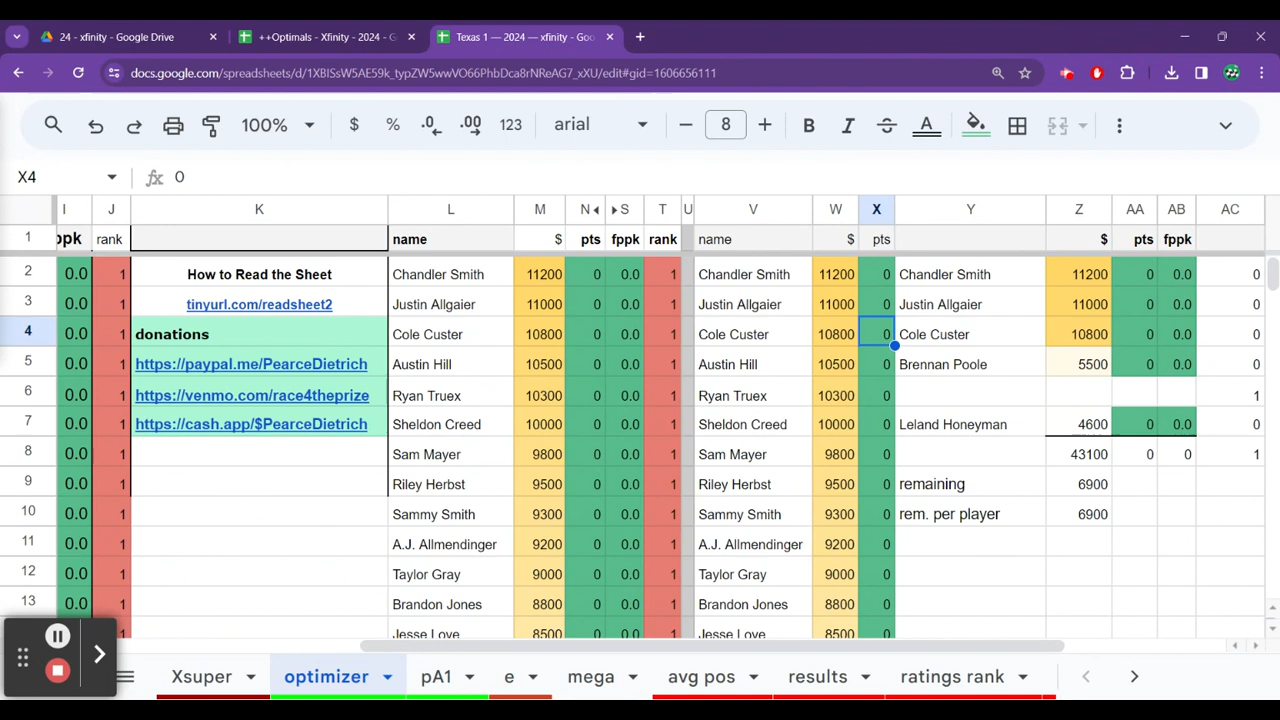 24 - xfinity - Google Drive ++Optimals - Xfinity - 2024 - G Texas 1 — 2024 — xfinity - Goo
docs.google.com/spreadsheets/d/1XBISsW5AE59k_typZW5wwVO66PhbDca8rNReAG7_xXU/edit#gid=1606656111
100% $ % .0 .00 123 arial 8 B I A
X4 fx 0
I J K L M N S T U V W X Y Z AA AB AC
1 ppk rank name $ pts fppk rank name $ pts $ pts fppk
2 0.0 1 How to Read the Sheet Chandler Smith 11200 0 0.0 1 Chandler Smith 11200 0 Chandler Smith 11200 0 0.0 0
3 0.0 1 tinyurl.com/readsheet2 Justin Allgaier 11000 0 0.0 1 Justin Allgaier 11000 0 Justin Allgaier 11000 0 0.0 0
4 0.0 1 donations Cole Custer 10800 0 0.0 1 Cole Custer 10800 0 Cole Custer 10800 0 0.0 0
5 0.0 1 https://paypal.me/PearceDietrich Austin Hill 10500 0 0.0 1 Austin Hill 10500 0 Brennan Poole 5500 0 0.0 0
6 0.0 1 https://venmo.com/race4theprize Ryan Truex 10300 0 0.0 1 Ryan Truex 10300 0 1
7 0.0 1 https://cash.app/$PearceDietrich Sheldon Creed 10000 0 0.0 1 Sheldon Creed 10000 0 Leland Honeyman 4600 0 0.0 0
8 0.0 1 Sam Mayer 9800 0 0.0 1 Sam Mayer 9800 0 43100 0 0 1
9 0.0 1 Riley Herbst 9500 0 0.0 1 Riley Herbst 9500 0 remaining 6900
10 0.0 1 Sammy Smith 9300 0 0.0 1 Sammy Smith 9300 0 rem. per player 6900
11 0.0 1 A.J. Allmendinger 9200 0 0.0 1 A.J. Allmendinger 9200 0
12 0.0 1 Taylor Gray 9000 0 0.0 1 Taylor Gray 9000 0
13 0.0 1 Brandon Jones 8800 0 0.0 1 Brandon Jones 8800 0
1 Jesse Love 8500 0 0.0 1 Jesse Love 8500 0
Xsuper optimizer pA1 e mega avg pos results ratings rank